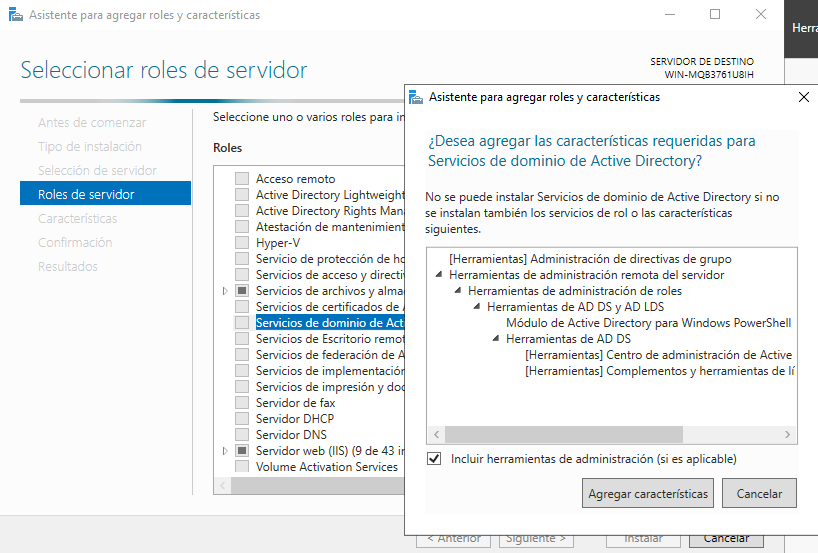 Asistente para agregar roles y características
Herra
Seleccionar roles de servidor
SERVIDOR DE DESTINO
WIN-MQB3761U8IH
Antes de comenzar
Tipo de instalación
Selección de servidor
Roles de servidor
Características
Confirmación
Resultados
Seleccione uno o varios roles para in
Roles
Acceso remoto
Active Directory Lightweight
Active Directory Rights Mana
Atestación de mantenimient
Hyper-V
Servicio de protección de ho
Servicios de acceso y directiv
Servicios de archivos y alma
Servicios de certificados de A
Servicios de dominio de Act
Servicios de Escritorio remot
Servicios de federación de A
Servicios de implementación
Servicios de impresión y doc
Servidor de fax
Servidor DHCP
Servidor DNS
Servidor web (IIS) (9 de 43 in
Volume Activation Services
< Anterior
Siguiente >
Instalar
Cancelar
Asistente para agregar roles y características
¿Desea agregar las características requeridas para
Servicios de dominio de Active Directory?
No se puede instalar Servicios de dominio de Active Directory si no
se instalan también los servicios de rol o las características
siguientes.
[Herramientas] Administración de directivas de grupo
Herramientas de administración remota del servidor
Herramientas de administración de roles
Herramientas de AD DS y AD LDS
Módulo de Active Directory para Windows PowerShell
Herramientas de AD DS
[Herramientas] Centro de administración de Active
[Herramientas] Complementos y herramientas de lí
Incluir herramientas de administración (si es aplicable)
Agregar características
Cancelar